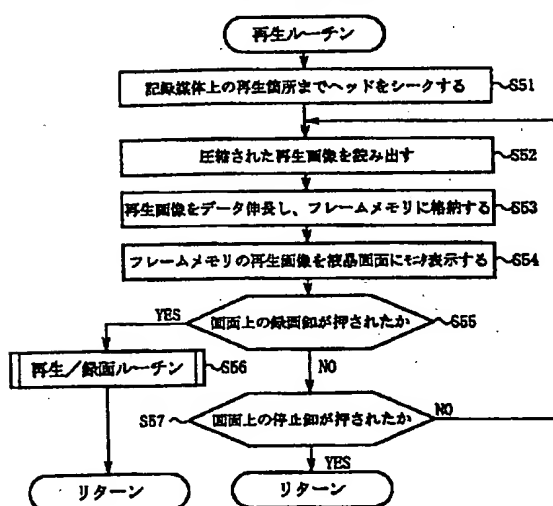 再生ルーチン
記録媒体上の再生箇所までヘッドをシークする
S51
圧縮された再生画像を読み出す
S52
再生画像をデータ伸長し、フレームメモリに格納する
S53
フレームメモリの再生画像を液晶画面にモニタ表示する
S54
YES
画面上の録画釦が押されたか
S55
再生/録画ルーチン
S56
NO
S57
画面上の停止釦が押されたか
NO
YES
リターン
リターン